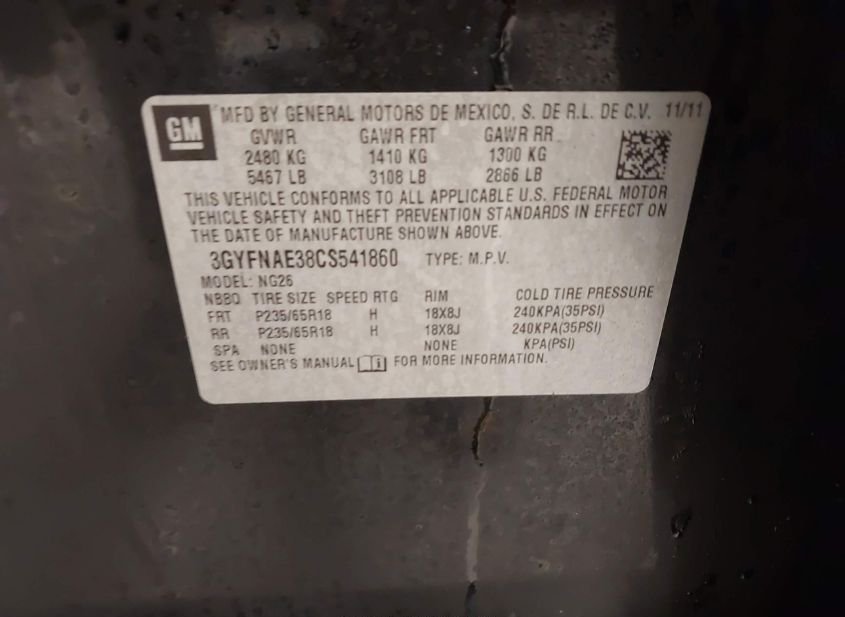 GM MFD BY GENERAL MOTORS DE MEXICO, S. DE R.L. DE C.V. 11/11
GVWR GAWR FRT GAWR RR
2480 KG 1410 KG 1300 KG
5467 LB 3108 LB 2866 LB
THIS VEHICLE CONFORMS TO ALL APPLICABLE U.S. FEDERAL MOTOR
VEHICLE SAFETY AND THEFT PREVENTION STANDARDS IN EFFECT ON
THE DATE OF MANUFACTURE SHOWN ABOVE.
3GYFNAE38CS541860 TYPE: M.P.V.
MODEL: NG26
NBBQ TIRE SIZE SPEED RTG RIM COLD TIRE PRESSURE
FRT P235/65R18 H 18X8J 240KPA(35PSI)
RR P235/65R18 H 18X8J 240KPA(35PSI)
SPA NONE NONE KPA(PSI)
SEE OWNER'S MANUAL FOR MORE INFORMATION.